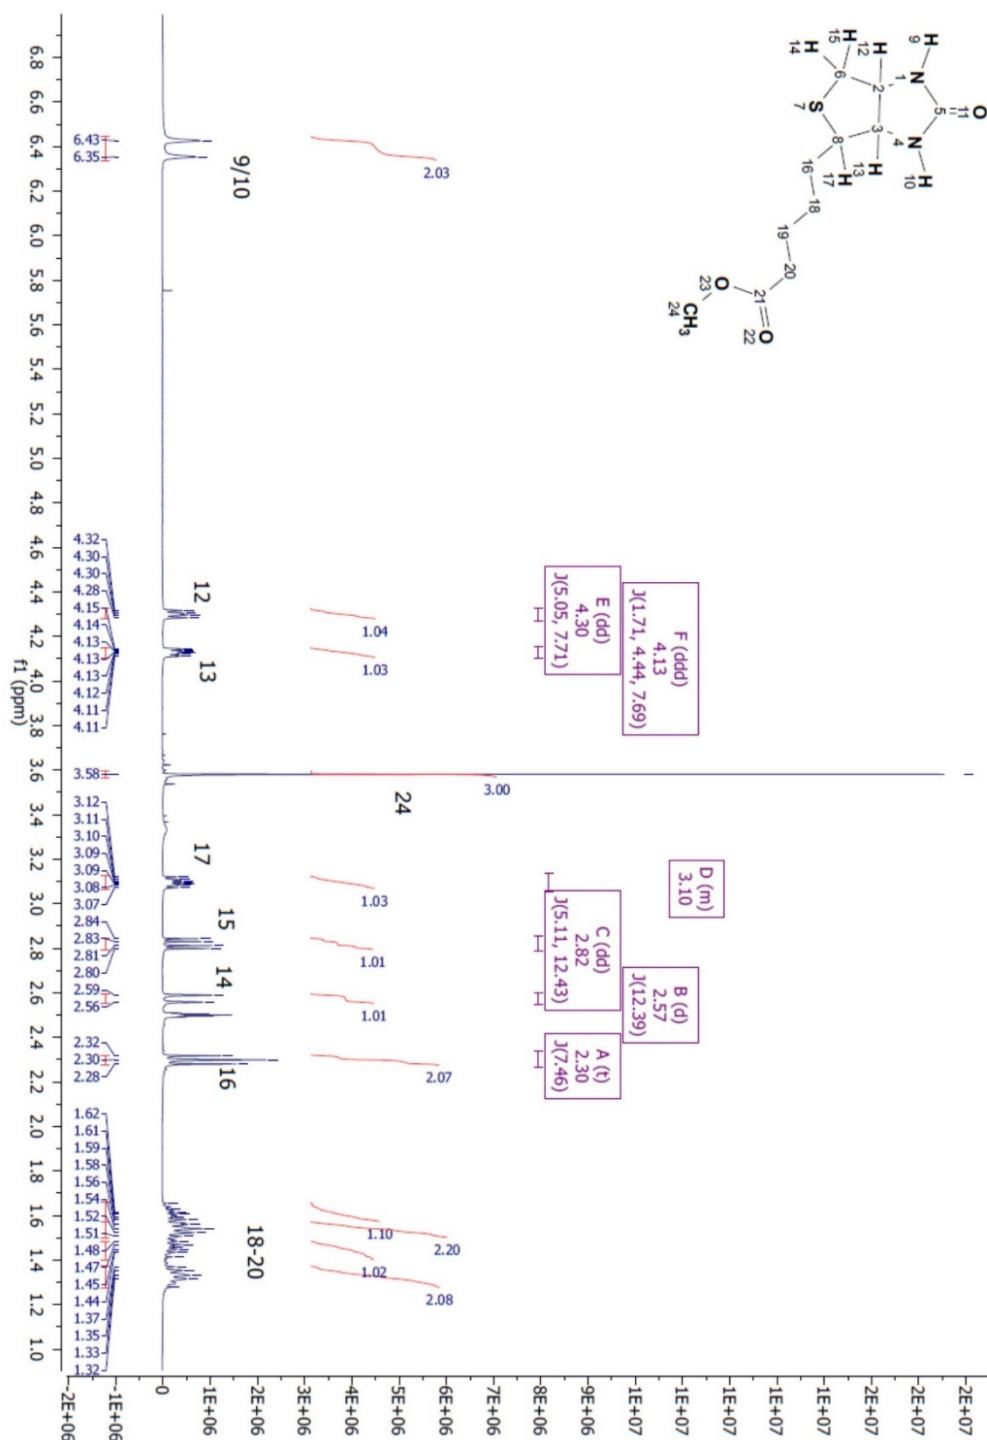 O
11
H
9
N
1
5
N
4
H
10
H
12
H
15
H
14
6
2
S
7
8
3
H
13
H
17
16
18
19
20
21
O
22
O
23
CH3
24
F (ddd)
4.13
J(1.71, 4.44, 7.69)
E (dd)
4.30
J(5.05, 7.71)
D (m)
3.10
C (dd)
2.82
J(5.11, 12.43)
B (d)
2.57
J(12.39)
A (t)
2.30
J(7.46)
2.03
1.04
1.03
3.00
1.03
1.01
1.01
2.07
1.10
2.20
1.02
2.08
9/10
12
13
24
17
15
14
16
18-20
6.43
6.35
4.32
4.30
4.30
4.28
4.15
4.14
4.13
4.13
4.13
4.12
4.11
4.11
3.58
3.12
3.11
3.10
3.09
3.09
3.08
3.07
2.84
2.83
2.81
2.80
2.59
2.56
2.32
2.30
2.28
1.62
1.61
1.59
1.58
1.56
1.54
1.52
1.51
1.48
1.47
1.45
1.44
1.37
1.35
1.33
1.32
6.8 6.6 6.4 6.2 6.0 5.8 5.6 5.4 5.2 5.0 4.8 4.6 4.4 4.2 4.0 3.8 3.6 3.4 3.2 3.0 2.8 2.6 2.4 2.2 2.0 1.8 1.6 1.4 1.2 1.0
f1 (ppm)
2E+07
2E+07
2E+07
1E+07
1E+07
1E+07
1E+07
1E+07
9E+06
8E+06
7E+06
6E+06
5E+06
3E+06
2E+06
1E+06
0
-1E+06
-2E+06